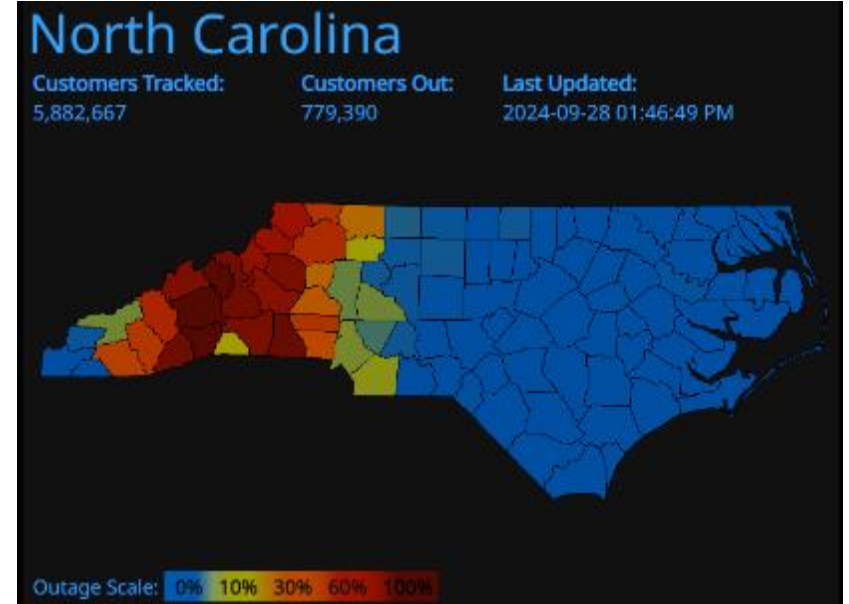 North Carolina
Customers Tracked: Customers Out: Last Updated:
5,882,667 779,390 2024-09-28 01:46:49 PM
Outage Scale: 0% 10% 30% 60% 100%